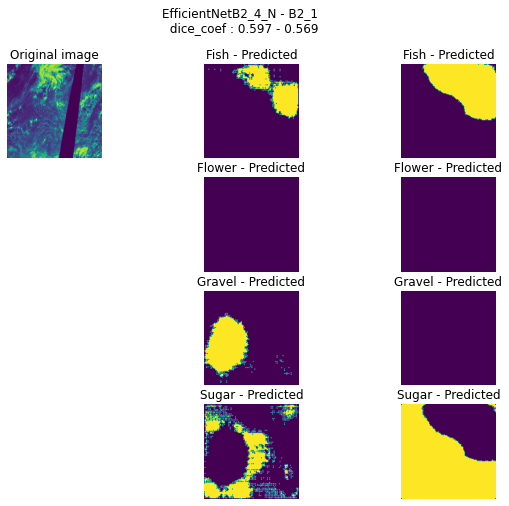 EfficientNetB2_4_N - B2_1
dice_coef : 0.597 - 0.569
Original image
Fish - Predicted
Fish - Predicted
Flower - Predicted
Flower - Predicted
Gravel - Predicted
Gravel - Predicted
Sugar - Predicted
Sugar - Predicted